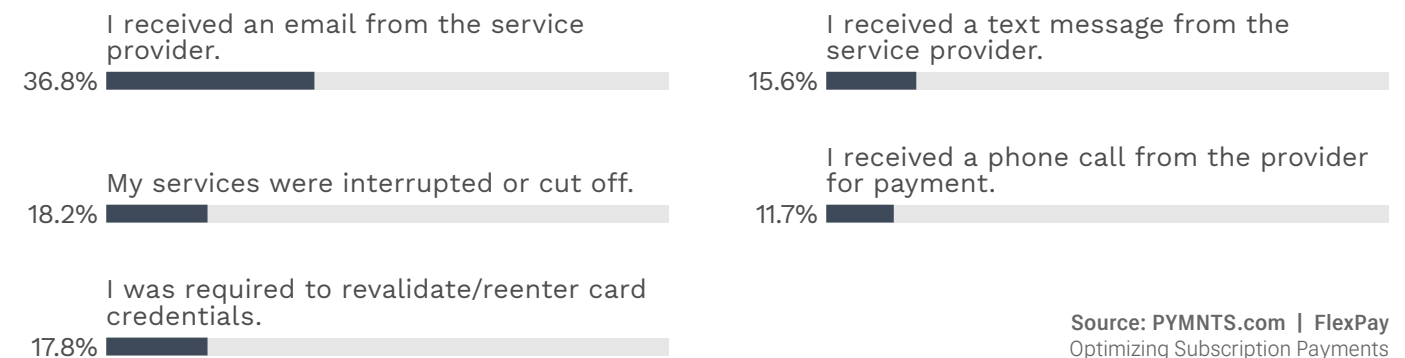 I received an email from the service
provider.
36.8%
My services were interrupted or cut off.
18.2%
I was required to revalidate/reenter card
credentials.
17.8%
I received a text message from the
service provider.
15.6%
I received a phone call from the provider
for payment.
11.7%
Source: PYMNTS.com | FlexPay
Optimizing Subscription Payments